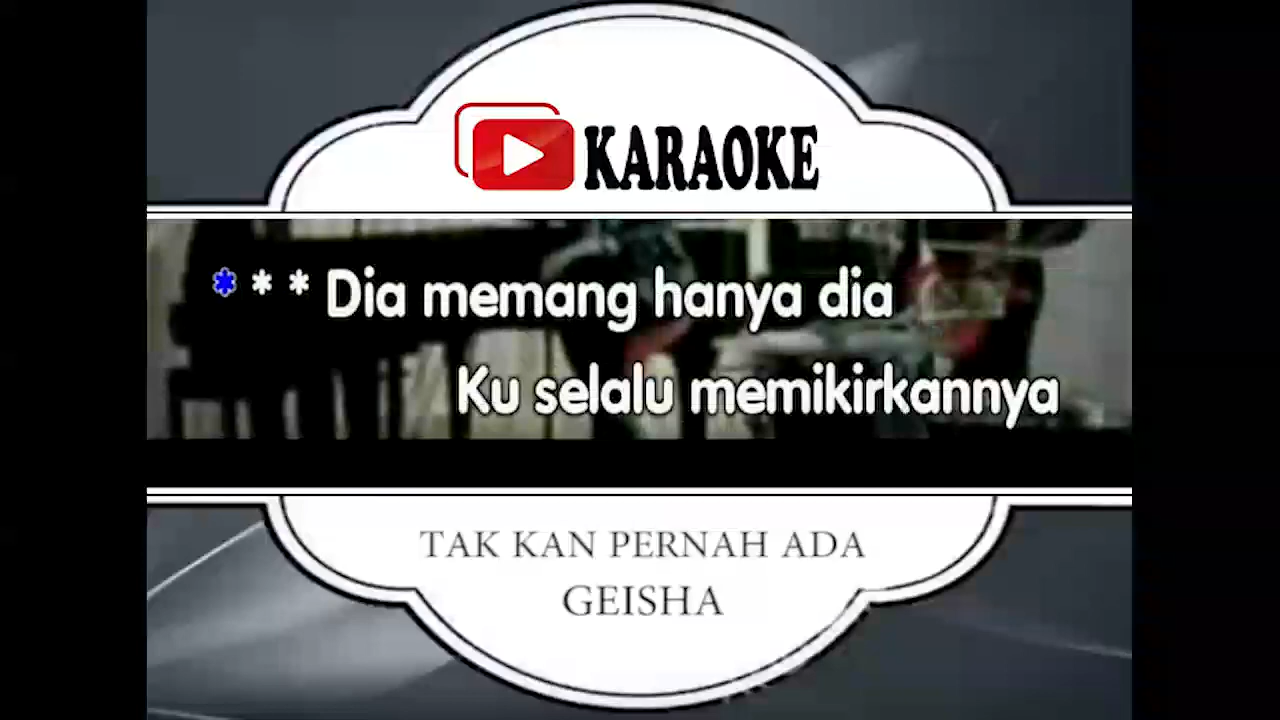 KARAOKE
* * * Dia memang hanya dia
Ku selalu memikirkannya
TAK KAN PERNAH ADA
GEISHA